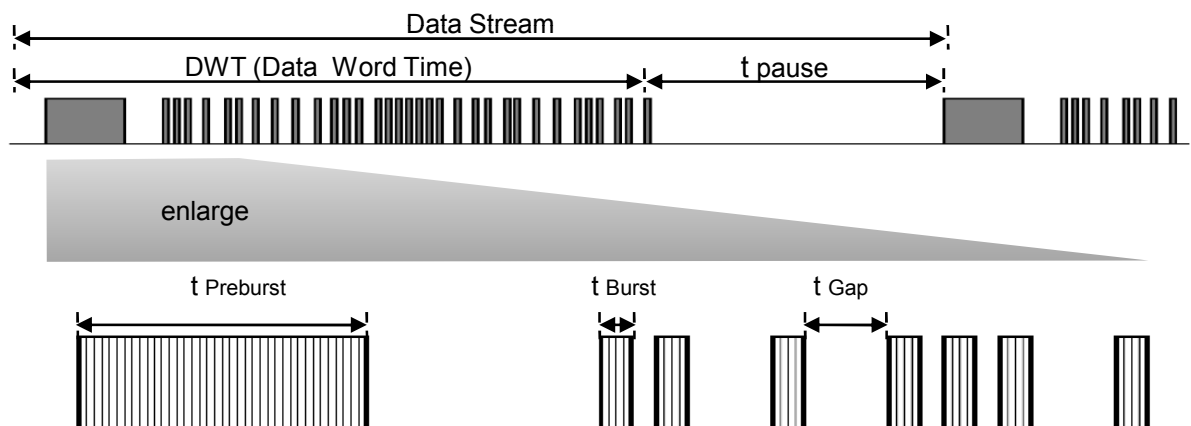 Data Stream
DWT (Data Word Time)
t pause
enlarge
t Preburst
t Burst
t Gap